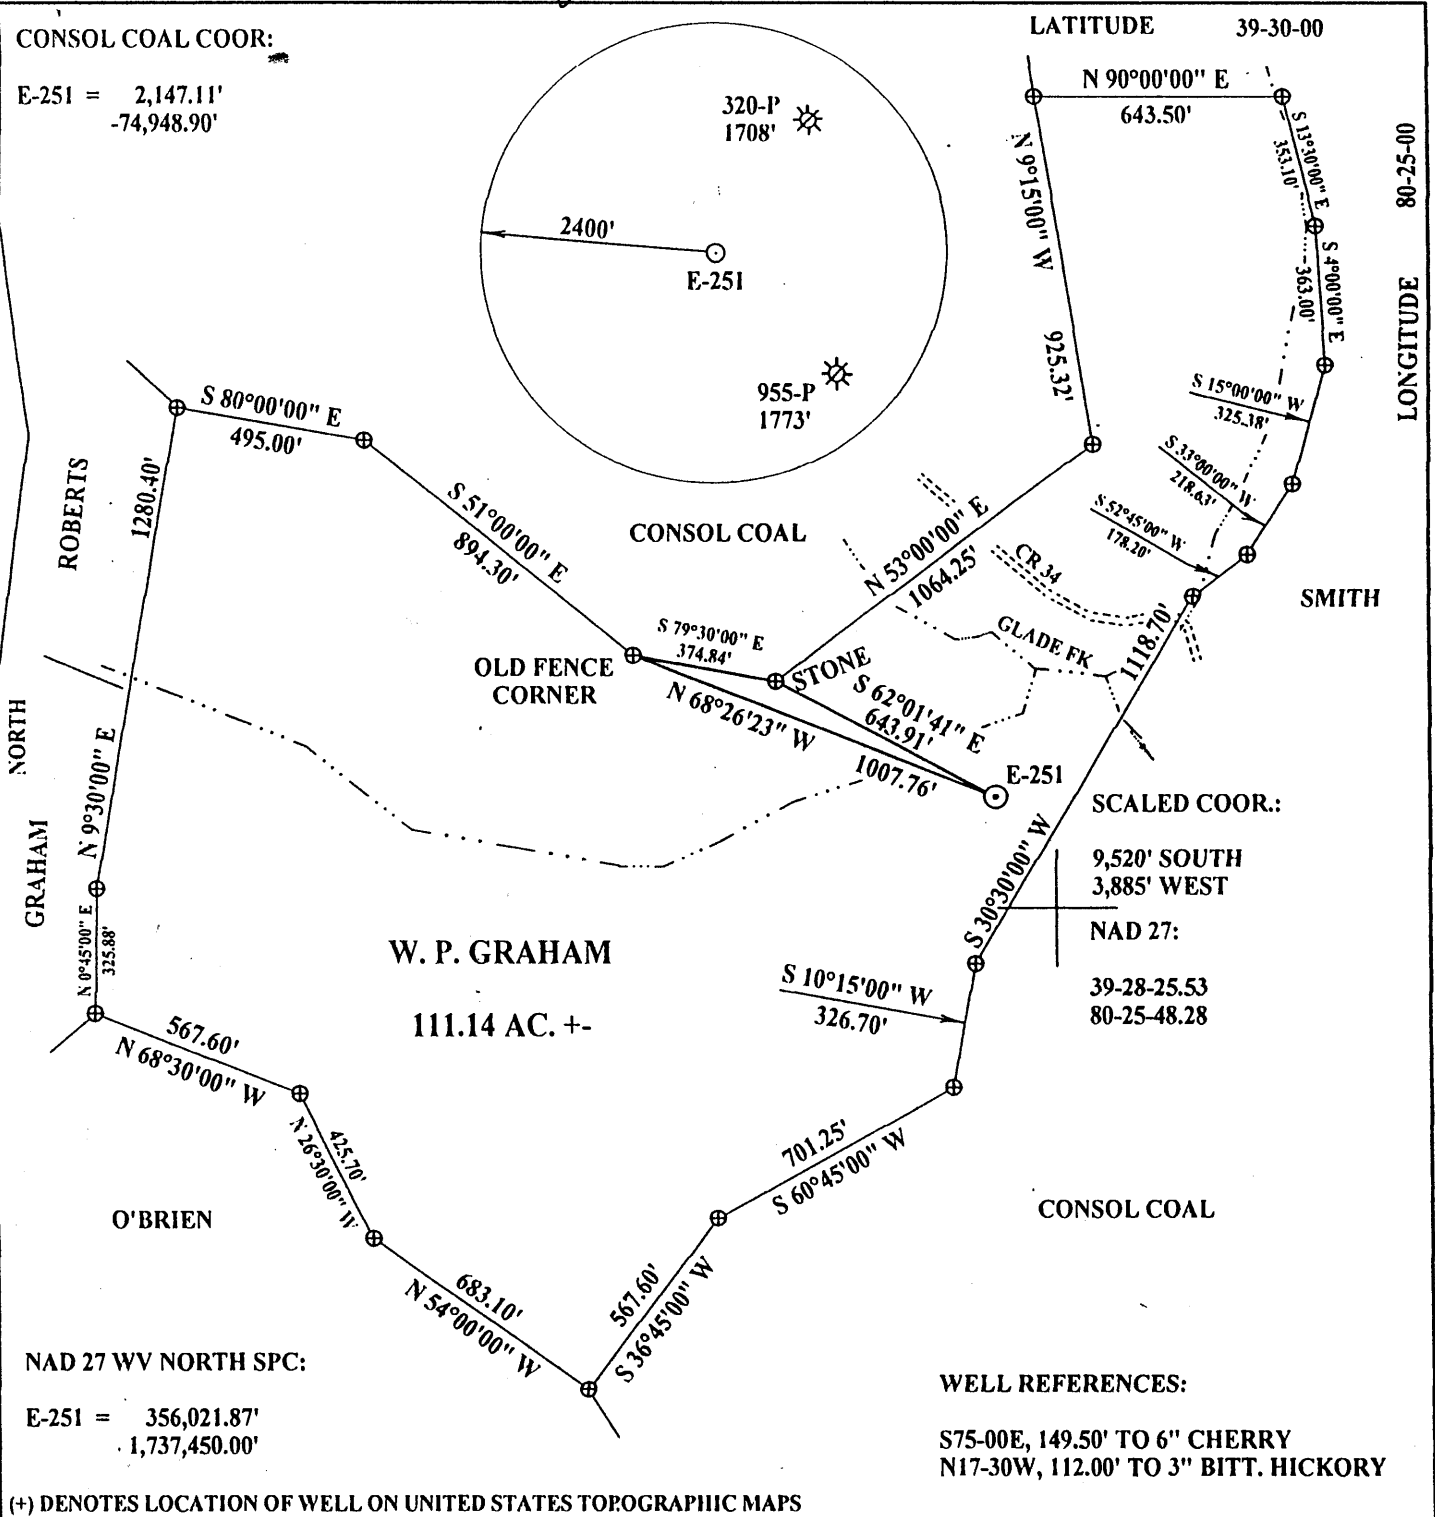 CONSOL COAL COOR:
E-251 = 2,147.11'
-74,948.90'
LATITUDE 39-30-00
N 90°00'00" E
643.50'
320-P
1708'
2400'
E-251
955-P
1773'
N 9°15'00" W
925.32'
S 13°30'00" E
353.10'
80-25-00
LONGITUDE
S 4°00'00" E
363.00'
S 15°00'00" W
325.38'
S 33°00'00" W
218.63'
S 52°45'00" W
178.20'
S 80°00'00" E
495.00'
ROBERTS
1280.40'
S 51°00'00" E
894.30'
CONSOL COAL
N 53°00'00" E
1064.25'
CR 34
GLADE FK
SMITH
1118.70'
S 79°30'00" E
374.84'
OLD FENCE
CORNER
STONE
S 62°01'41" E
643.91'
N 68°26'23" W
1007.76'
E-251
NORTH
GRAHAM
N 9°30'00" E
SCALED COOR.:
9,520' SOUTH
3,885' WEST
NAD 27:
39-28-25.53
80-25-48.28
S 30°30'00" W
N 0°45'00" E
325.88'
W. P. GRAHAM
111.14 AC. +-
S 10°15'00" W
326.70'
567.60'
N 68°30'00" W
425.70'
N 26°30'00" W
701.25'
S 60°45'00" W
O'BRIEN
CONSOL COAL
683.10'
N 54°00'00" W
567.60'
S 36°45'00" W
NAD 27 WV NORTH SPC:
E-251 = 356,021.87'
1,737,450.00'
WELL REFERENCES:
S75-00E, 149.50' TO 6" CHERRY
N17-30W, 112.00' TO 3" BITT. HICKORY
(+) DENOTES LOCATION OF WELL ON UNITED STATES TOPOGRAPHIC MAPS